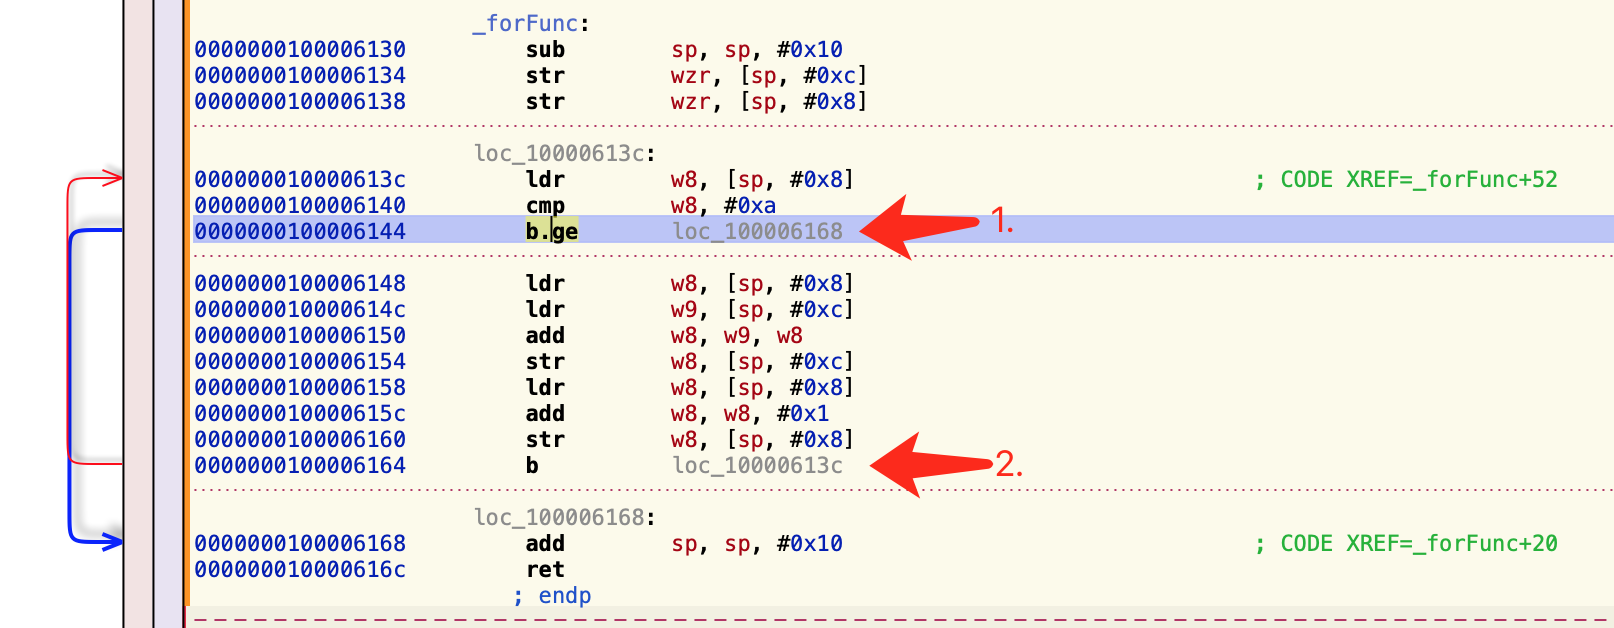 _forFunc:
0000000100006130 sub sp, sp, #0x10
0000000100006134 str wzr, [sp, #0xc]
0000000100006138 str wzr, [sp, #0x8]
loc_10000613c:
000000010000613c ldr w8, [sp, #0x8] ; CODE XREF=_forFunc+52
0000000100006140 cmp w8, #0xa
0000000100006144 b.ge loc_100006168 1.
0000000100006148 ldr w8, [sp, #0x8]
000000010000614c ldr w9, [sp, #0xc]
0000000100006150 add w8, w9, w8
0000000100006154 str w8, [sp, #0xc]
0000000100006158 ldr w8, [sp, #0x8]
000000010000615c add w8, w8, #0x1
0000000100006160 str w8, [sp, #0x8]
0000000100006164 b loc_10000613c 2.
loc_100006168:
0000000100006168 add sp, sp, #0x10 ; CODE XREF=_forFunc+20
000000010000616c ret
; endp